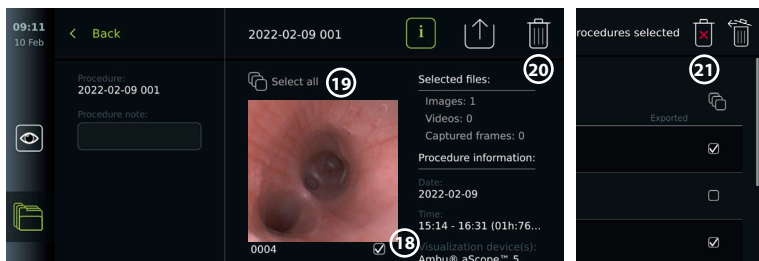 09:11
10 Feb
Back
2022-02-09 001
i
rocedures selected
20
21
Procedure:
2022-02-09 001
Procedure note:
Select all
19
Selected files:
Images: 1
Videos: 0
Captured frames: 0
Procedure information:
Date:
2022-02-09
Time:
15:14 - 16:31 (01h:76...
Visualization device(s):
Ambu® aScope™ 5
0004
18
Exported